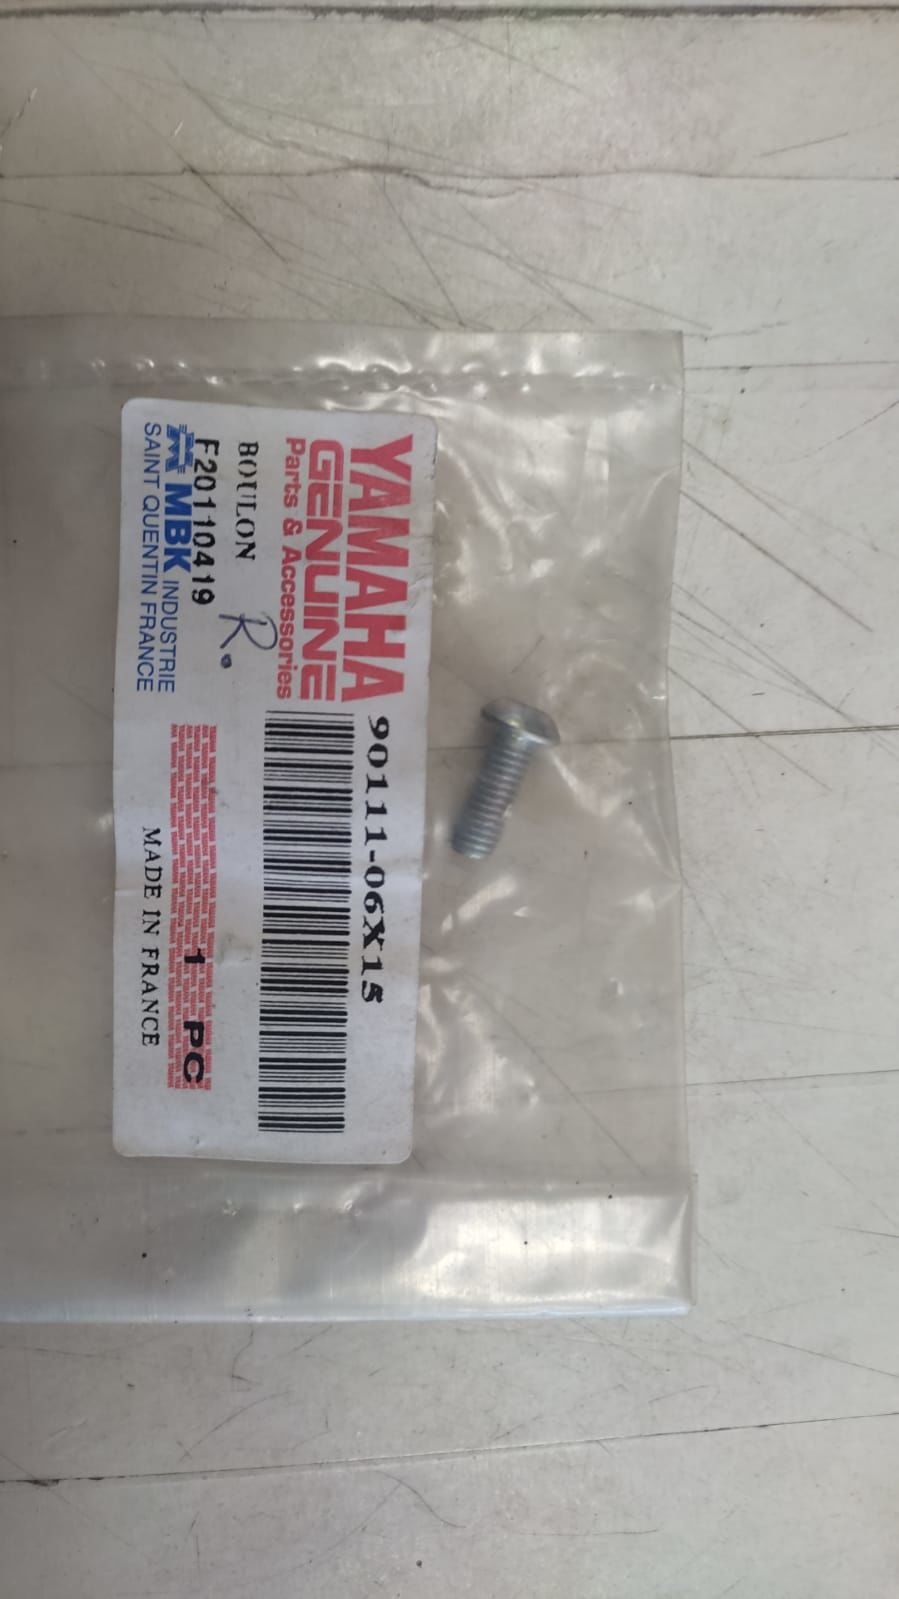 YAMAHA
GENUINE
Parts & Accessories
90111-06X15
BOULON
R.
F20110419
MBK INDUSTRIE
SAINT QUENTIN FRANCE
1 PC
MADE IN FRANCE